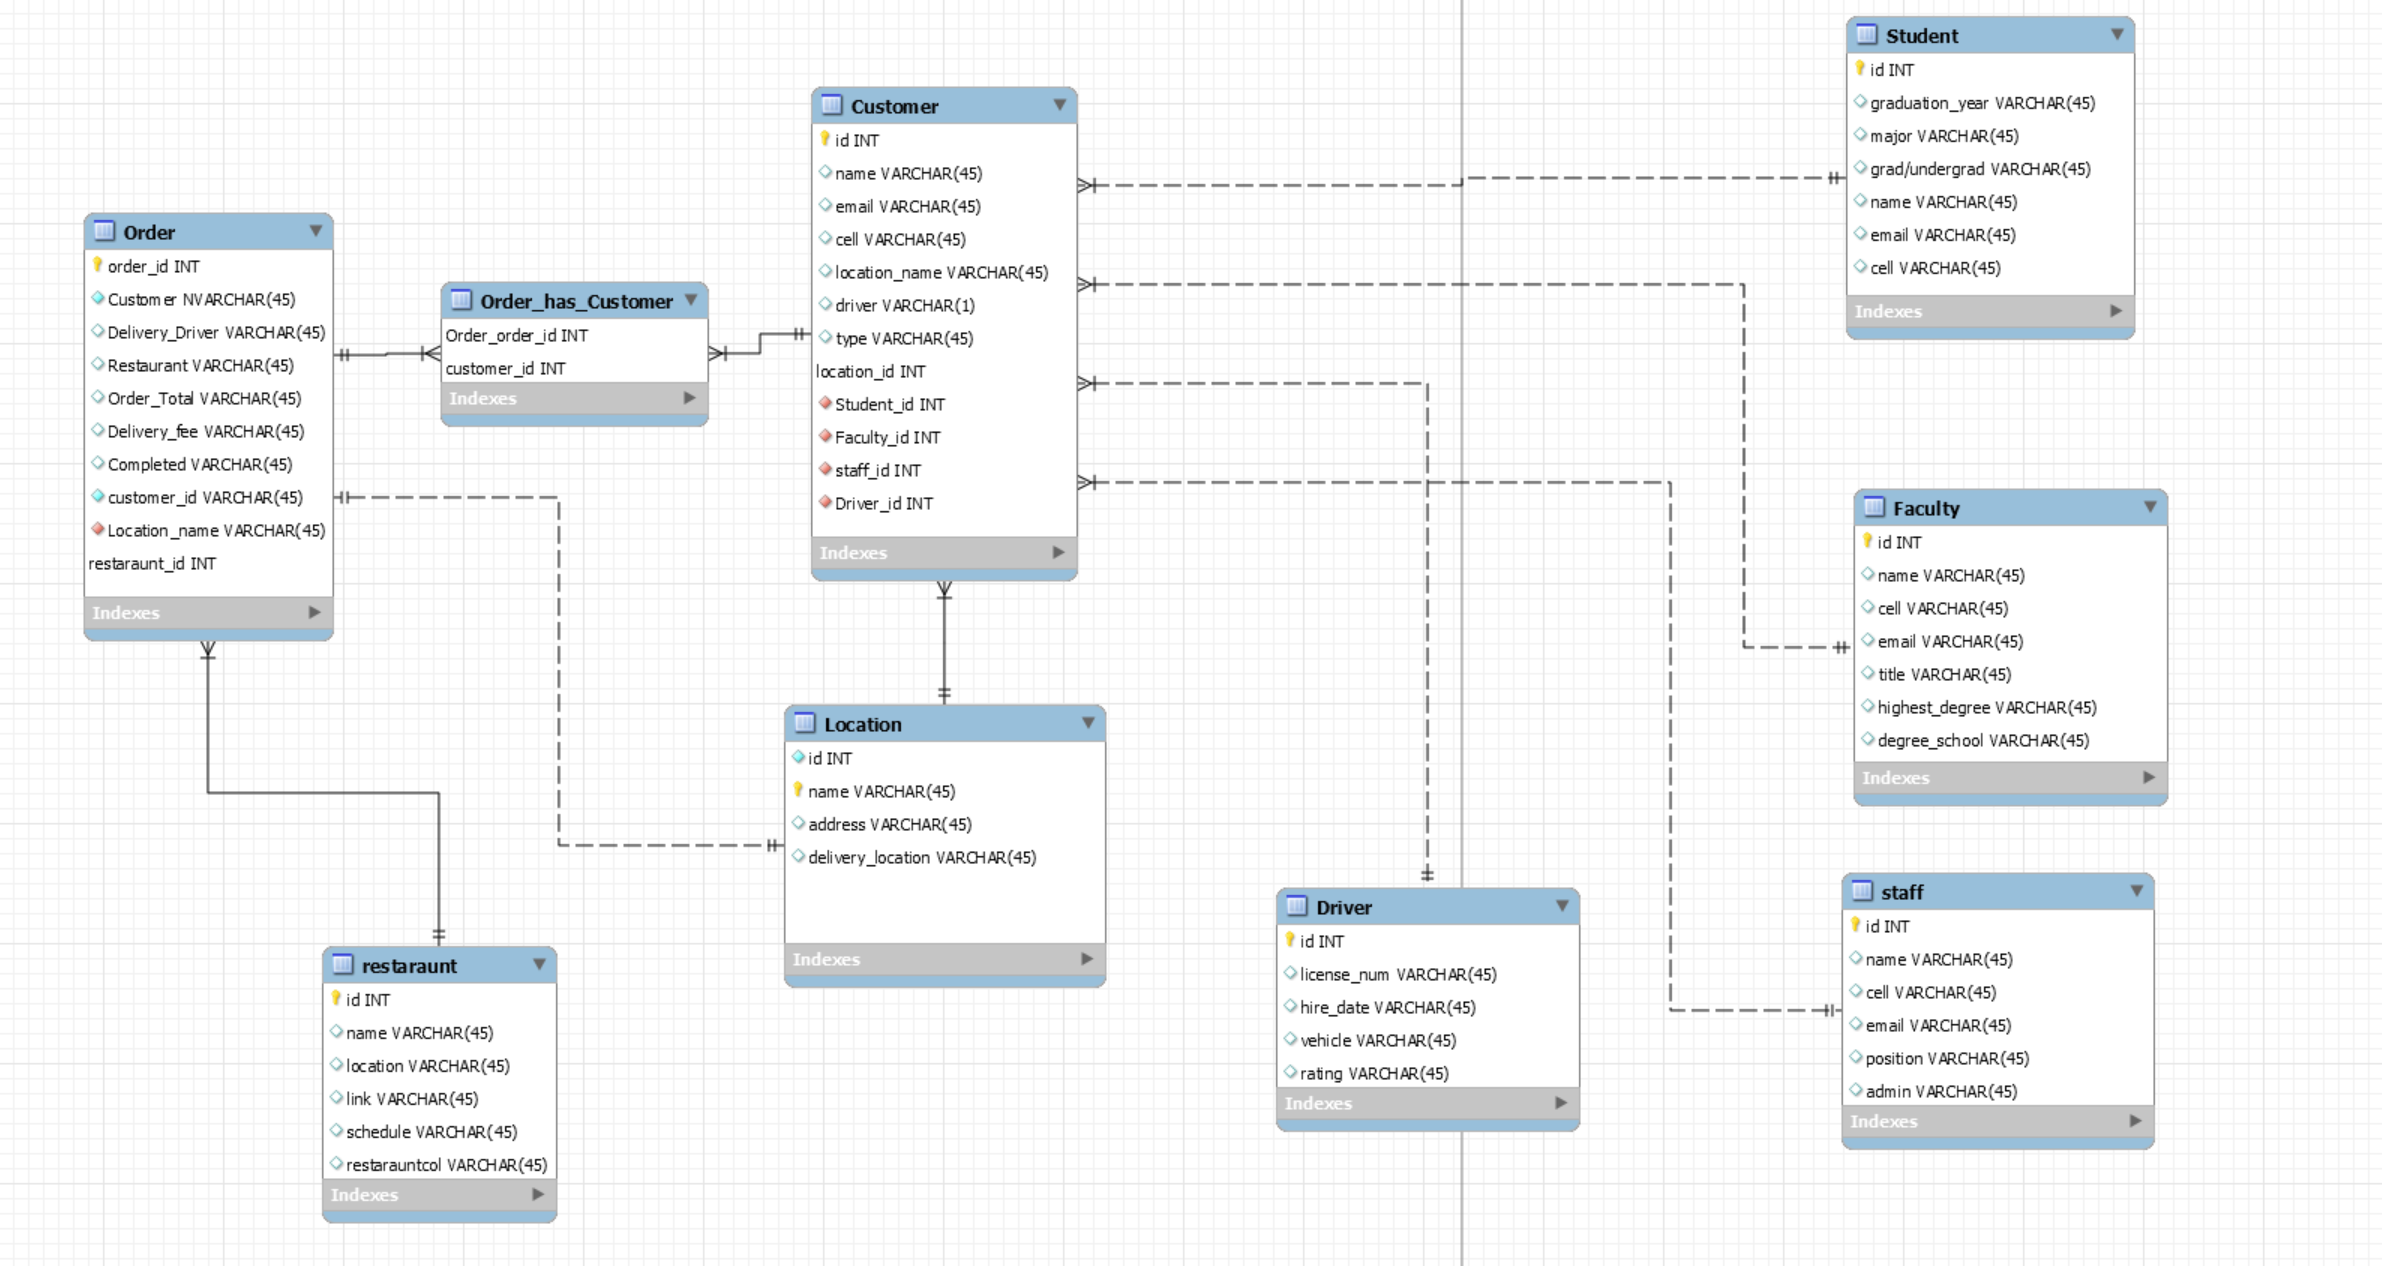 Order
order_id INT
Customer NVARCHAR(45)
Delivery_Driver VARCHAR(45)
Restaurant VARCHAR(45)
Order_Total VARCHAR(45)
Delivery_fee VARCHAR(45)
Completed VARCHAR(45)
customer_id VARCHAR(45)
Location_name VARCHAR(45)
restaraunt_id INT
Indexes
Order_has_Customer
Order_order_id INT
customer_id INT
Indexes
Customer
id INT
name VARCHAR(45)
email VARCHAR(45)
cell VARCHAR(45)
location_name VARCHAR(45)
driver VARCHAR(1)
type VARCHAR(45)
location_id INT
Student_id INT
Faculty_id INT
staff_id INT
Driver_id INT
Indexes
Student
id INT
graduation_year VARCHAR(45)
major VARCHAR(45)
grad/undergrad VARCHAR(45)
name VARCHAR(45)
email VARCHAR(45)
cell VARCHAR(45)
Indexes
Faculty
id INT
name VARCHAR(45)
cell VARCHAR(45)
email VARCHAR(45)
title VARCHAR(45)
highest_degree VARCHAR(45)
degree_school VARCHAR(45)
Indexes
Location
id INT
name VARCHAR(45)
address VARCHAR(45)
delivery_location VARCHAR(45)
Indexes
restaraunt
id INT
name VARCHAR(45)
location VARCHAR(45)
link VARCHAR(45)
schedule VARCHAR(45)
restarauntcol VARCHAR(45)
Indexes
Driver
id INT
license_num VARCHAR(45)
hire_date VARCHAR(45)
vehicle VARCHAR(45)
rating VARCHAR(45)
Indexes
staff
id INT
name VARCHAR(45)
cell VARCHAR(45)
email VARCHAR(45)
position VARCHAR(45)
admin VARCHAR(45)
Indexes